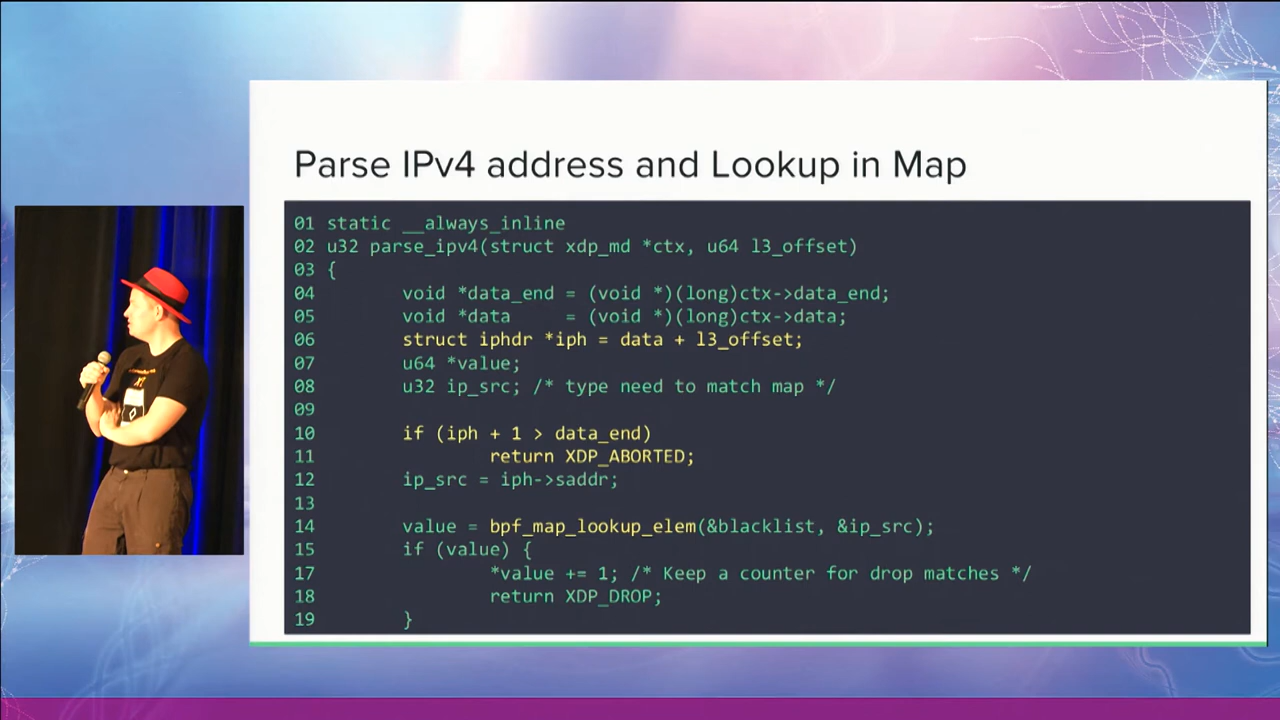 Parse IPv4 address and Lookup in Map
01 static __always_inline
02 u32 parse_ipv4(struct xdp_md *ctx, u64 l3_offset)
03 {
04 void *data_end = (void *)(long)ctx->data_end;
05 void *data = (void *)(long)ctx->data;
06 struct iphdr *iph = data + l3_offset;
07 u64 *value;
08 u32 ip_src; /* type need to match map */
09
10 if (iph + 1 > data_end)
11 return XDP_ABORTED;
12 ip_src = iph->saddr;
13
14 value = bpf_map_lookup_elem(&blacklist, &ip_src);
15 if (value) {
17 *value += 1; /* Keep a counter for drop matches */
18 return XDP_DROP;
19 }